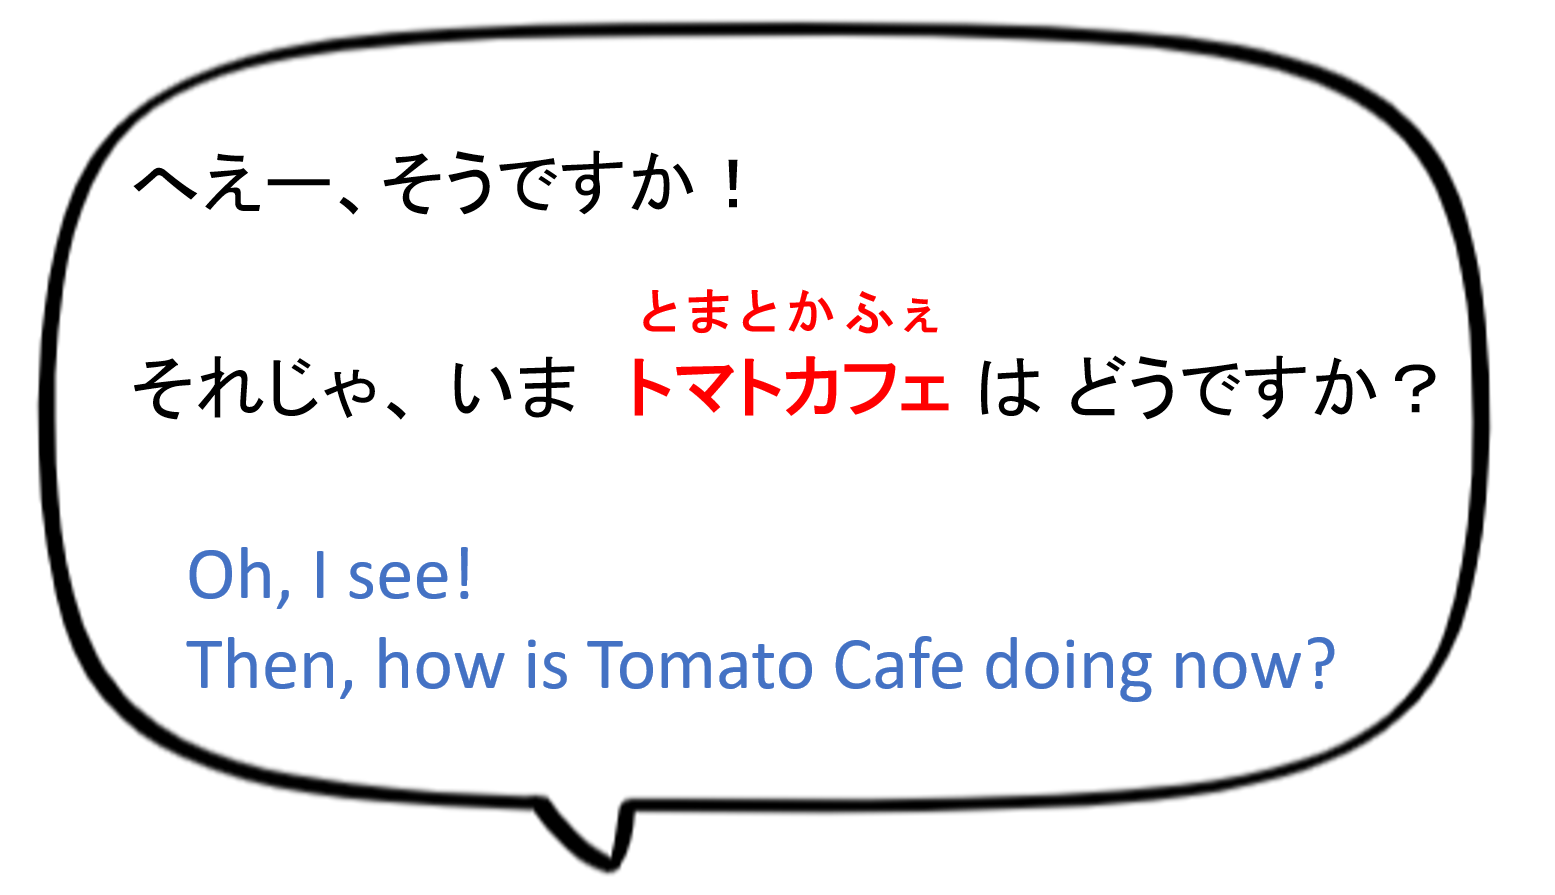 へえー、そうですか！
とまとかふぇ
それじゃ、いま トマトカフェ は どうですか？
Oh, I see!
Then, how is Tomato Cafe doing now?